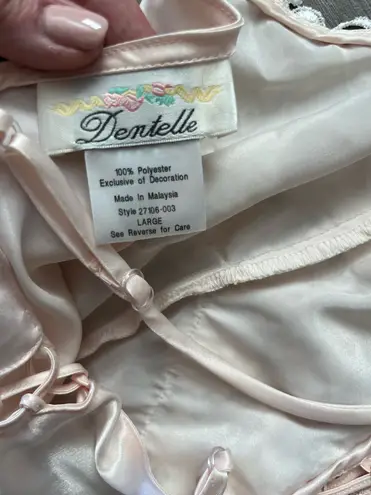 Dentelle
100% Polyester
Exclusive of Decoration
Made in Malaysia
Style 27106-003
LARGE
See Reverse for Care